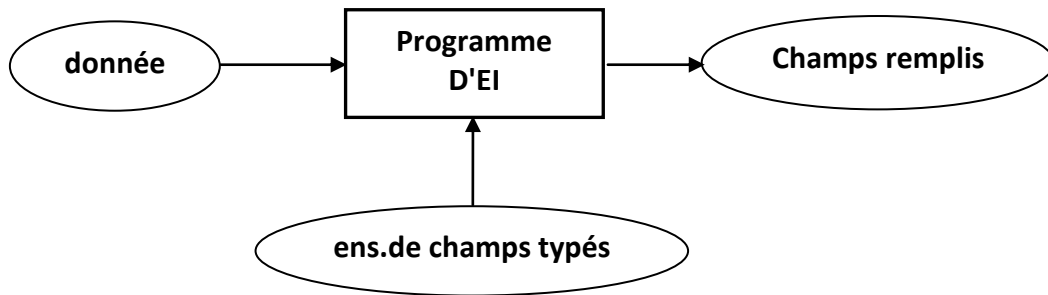 donnée
Programme
D'EI
Champs remplis
ens.de champs typés